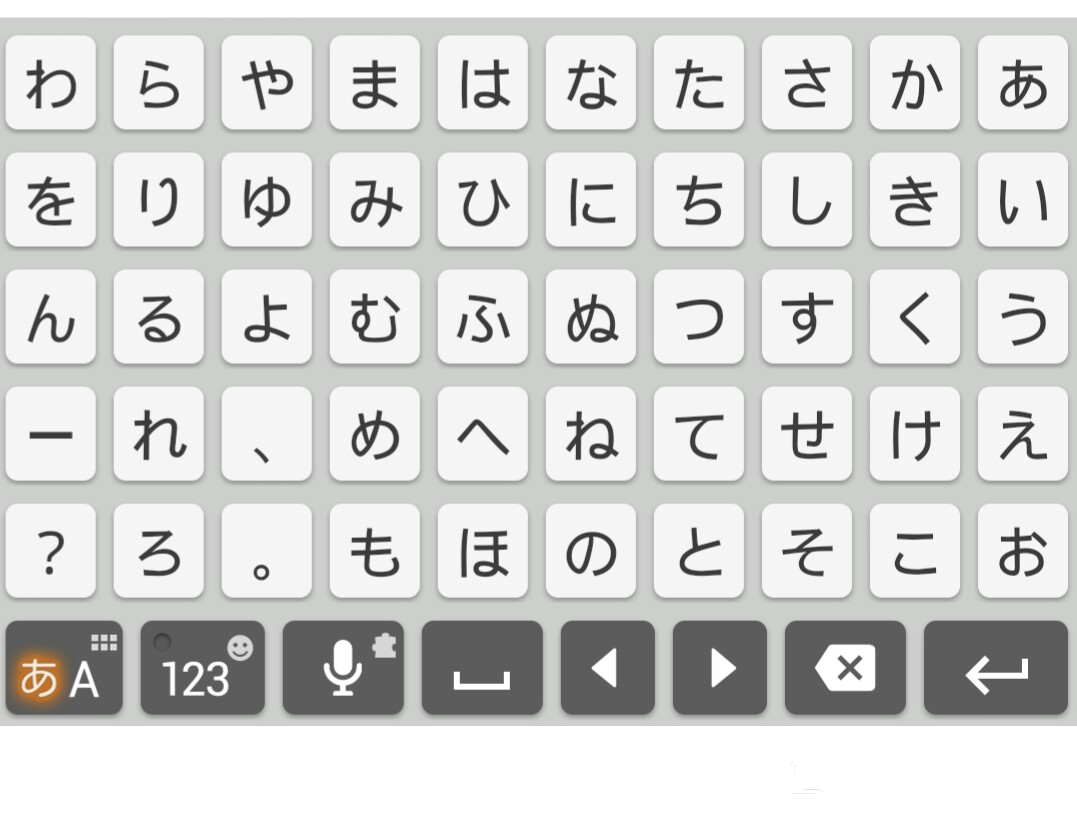 わ ら や ま は な た さ か あ
を り ゆ み ひ に ち し き い
ん る よ む ふ ぬ つ す く う
ー れ 、 め へ ね て せ け え
? ろ 。 も ほ の と そ こ お
あA 123